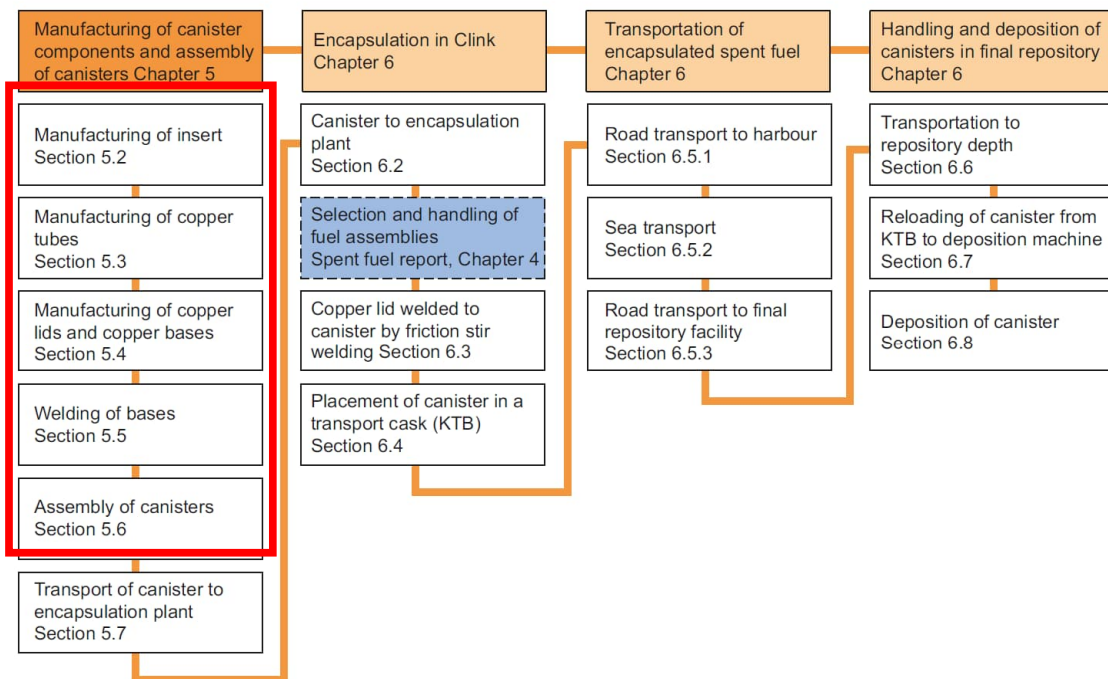 Manufacturing of canister
components and assembly
of canisters Chapter 5
Manufacturing of insert
Section 5.2
Manufacturing of copper
tubes
Section 5.3
Manufacturing of copper
lids and copper bases
Section 5.4
Welding of bases
Section 5.5
Assembly of canisters
Section 5.6
Transport of canister to
encapsulation plant
Section 5.7
Encapsulation in Clink
Chapter 6
Canister to encapsulation
plant
Section 6.2
Selection and handling of
fuel assemblies
Spent fuel report, Chapter 4
Copper lid welded to
canister by friction stir
welding Section 6.3
Placement of canister in a
transport cask (KTB)
Section 6.4
Transportation of
encapsulated spent fuel
Chapter 6
Road transport to harbour
Section 6.5.1
Sea transport
Section 6.5.2
Road transport to final
repository facility
Section 6.5.3
Handling and deposition of
canisters in final repository
Chapter 6
Transportation to
repository depth
Section 6.6
Reloading of canister from
KTB to deposition machine
Section 6.7
Deposition of canister
Section 6.8